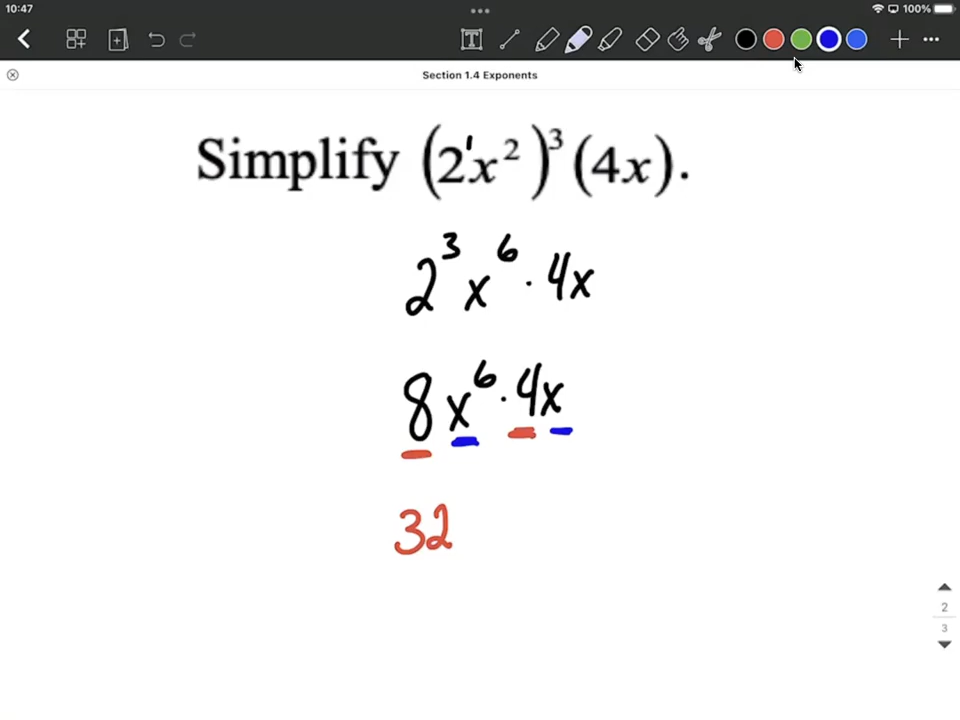 10:47 100%
Section 1.4 Exponents
Simplify (2¹x²)³(4x).
2³x⁶ · 4x
8x⁶ · 4x
32
2
3